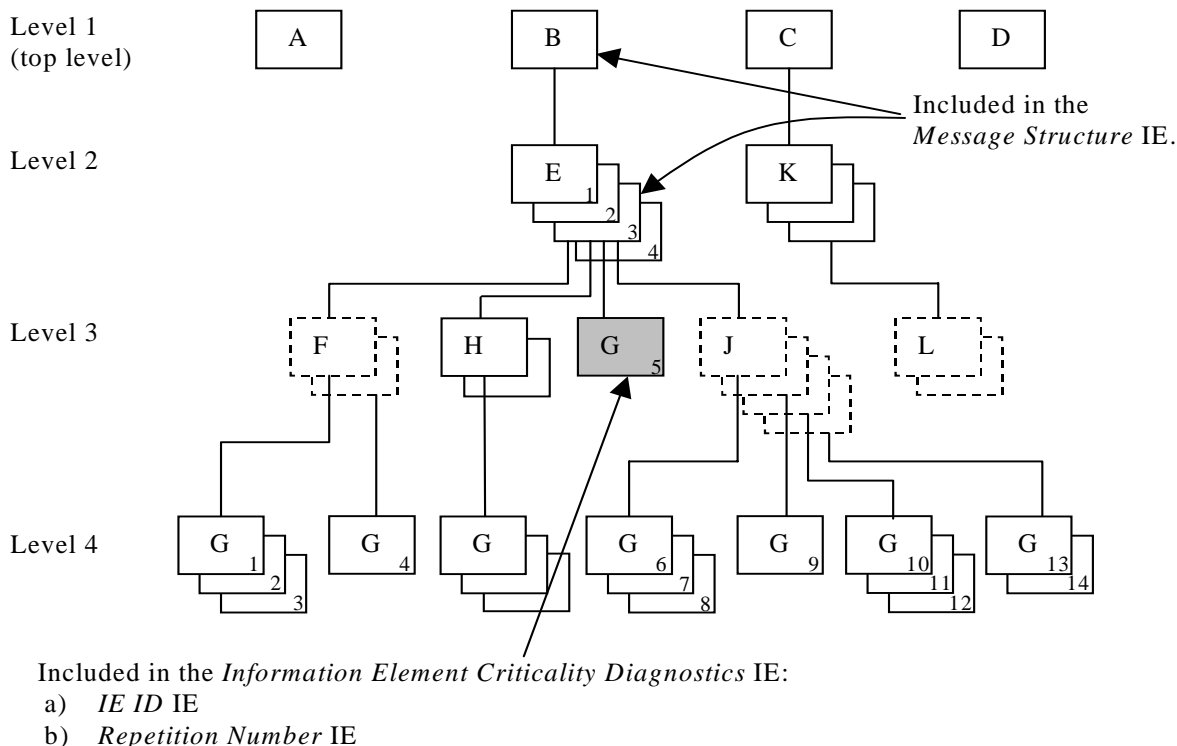 Level 1
(top level)
A
B
C
D
Included in the
Message Structure IE.
Level 2
E
1
2
3
4
K
Level 3
F
H
G
5
J
L
Level 4
G
1
2
3
G
4
G
G
6
7
8
G
9
G
10
11
12
G
13
14
Included in the Information Element Criticality Diagnostics IE:
a) IE ID IE
b) Repetition Number IE